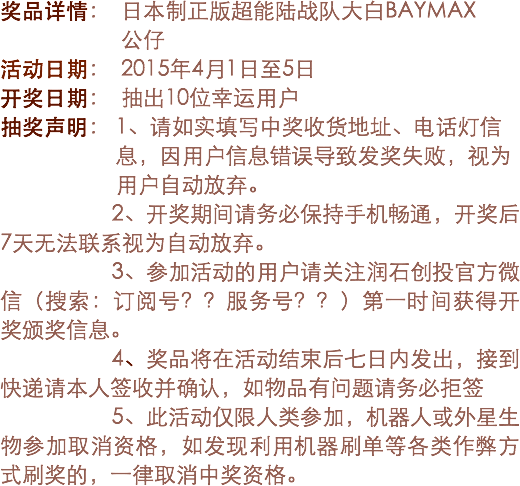 奖品详情： 日本制正版超能陆战队大白BAYMAX
公仔
活动日期： 2015年4月1日至5日
开奖日期： 抽出10位幸运用户
抽奖声明： 1、请如实填写中奖收货地址、电话灯信
息，因用户信息错误导致发奖失败，视为
用户自动放弃。
2、开奖期间请务必保持手机畅通，开奖后
7天无法联系视为自动放弃。
3、参加活动的用户请关注润石创投官方微
信（搜索：订阅号？？服务号？？）第一时间获得开
奖颁奖信息。
4、奖品将在活动结束后七日内发出，接到
快递请本人签收并确认，如物品有问题请务必拒签
5、此活动仅限人类参加，机器人或外星生
物参加取消资格，如发现利用机器刷单等各类作弊方
式刷奖的，一律取消中奖资格。